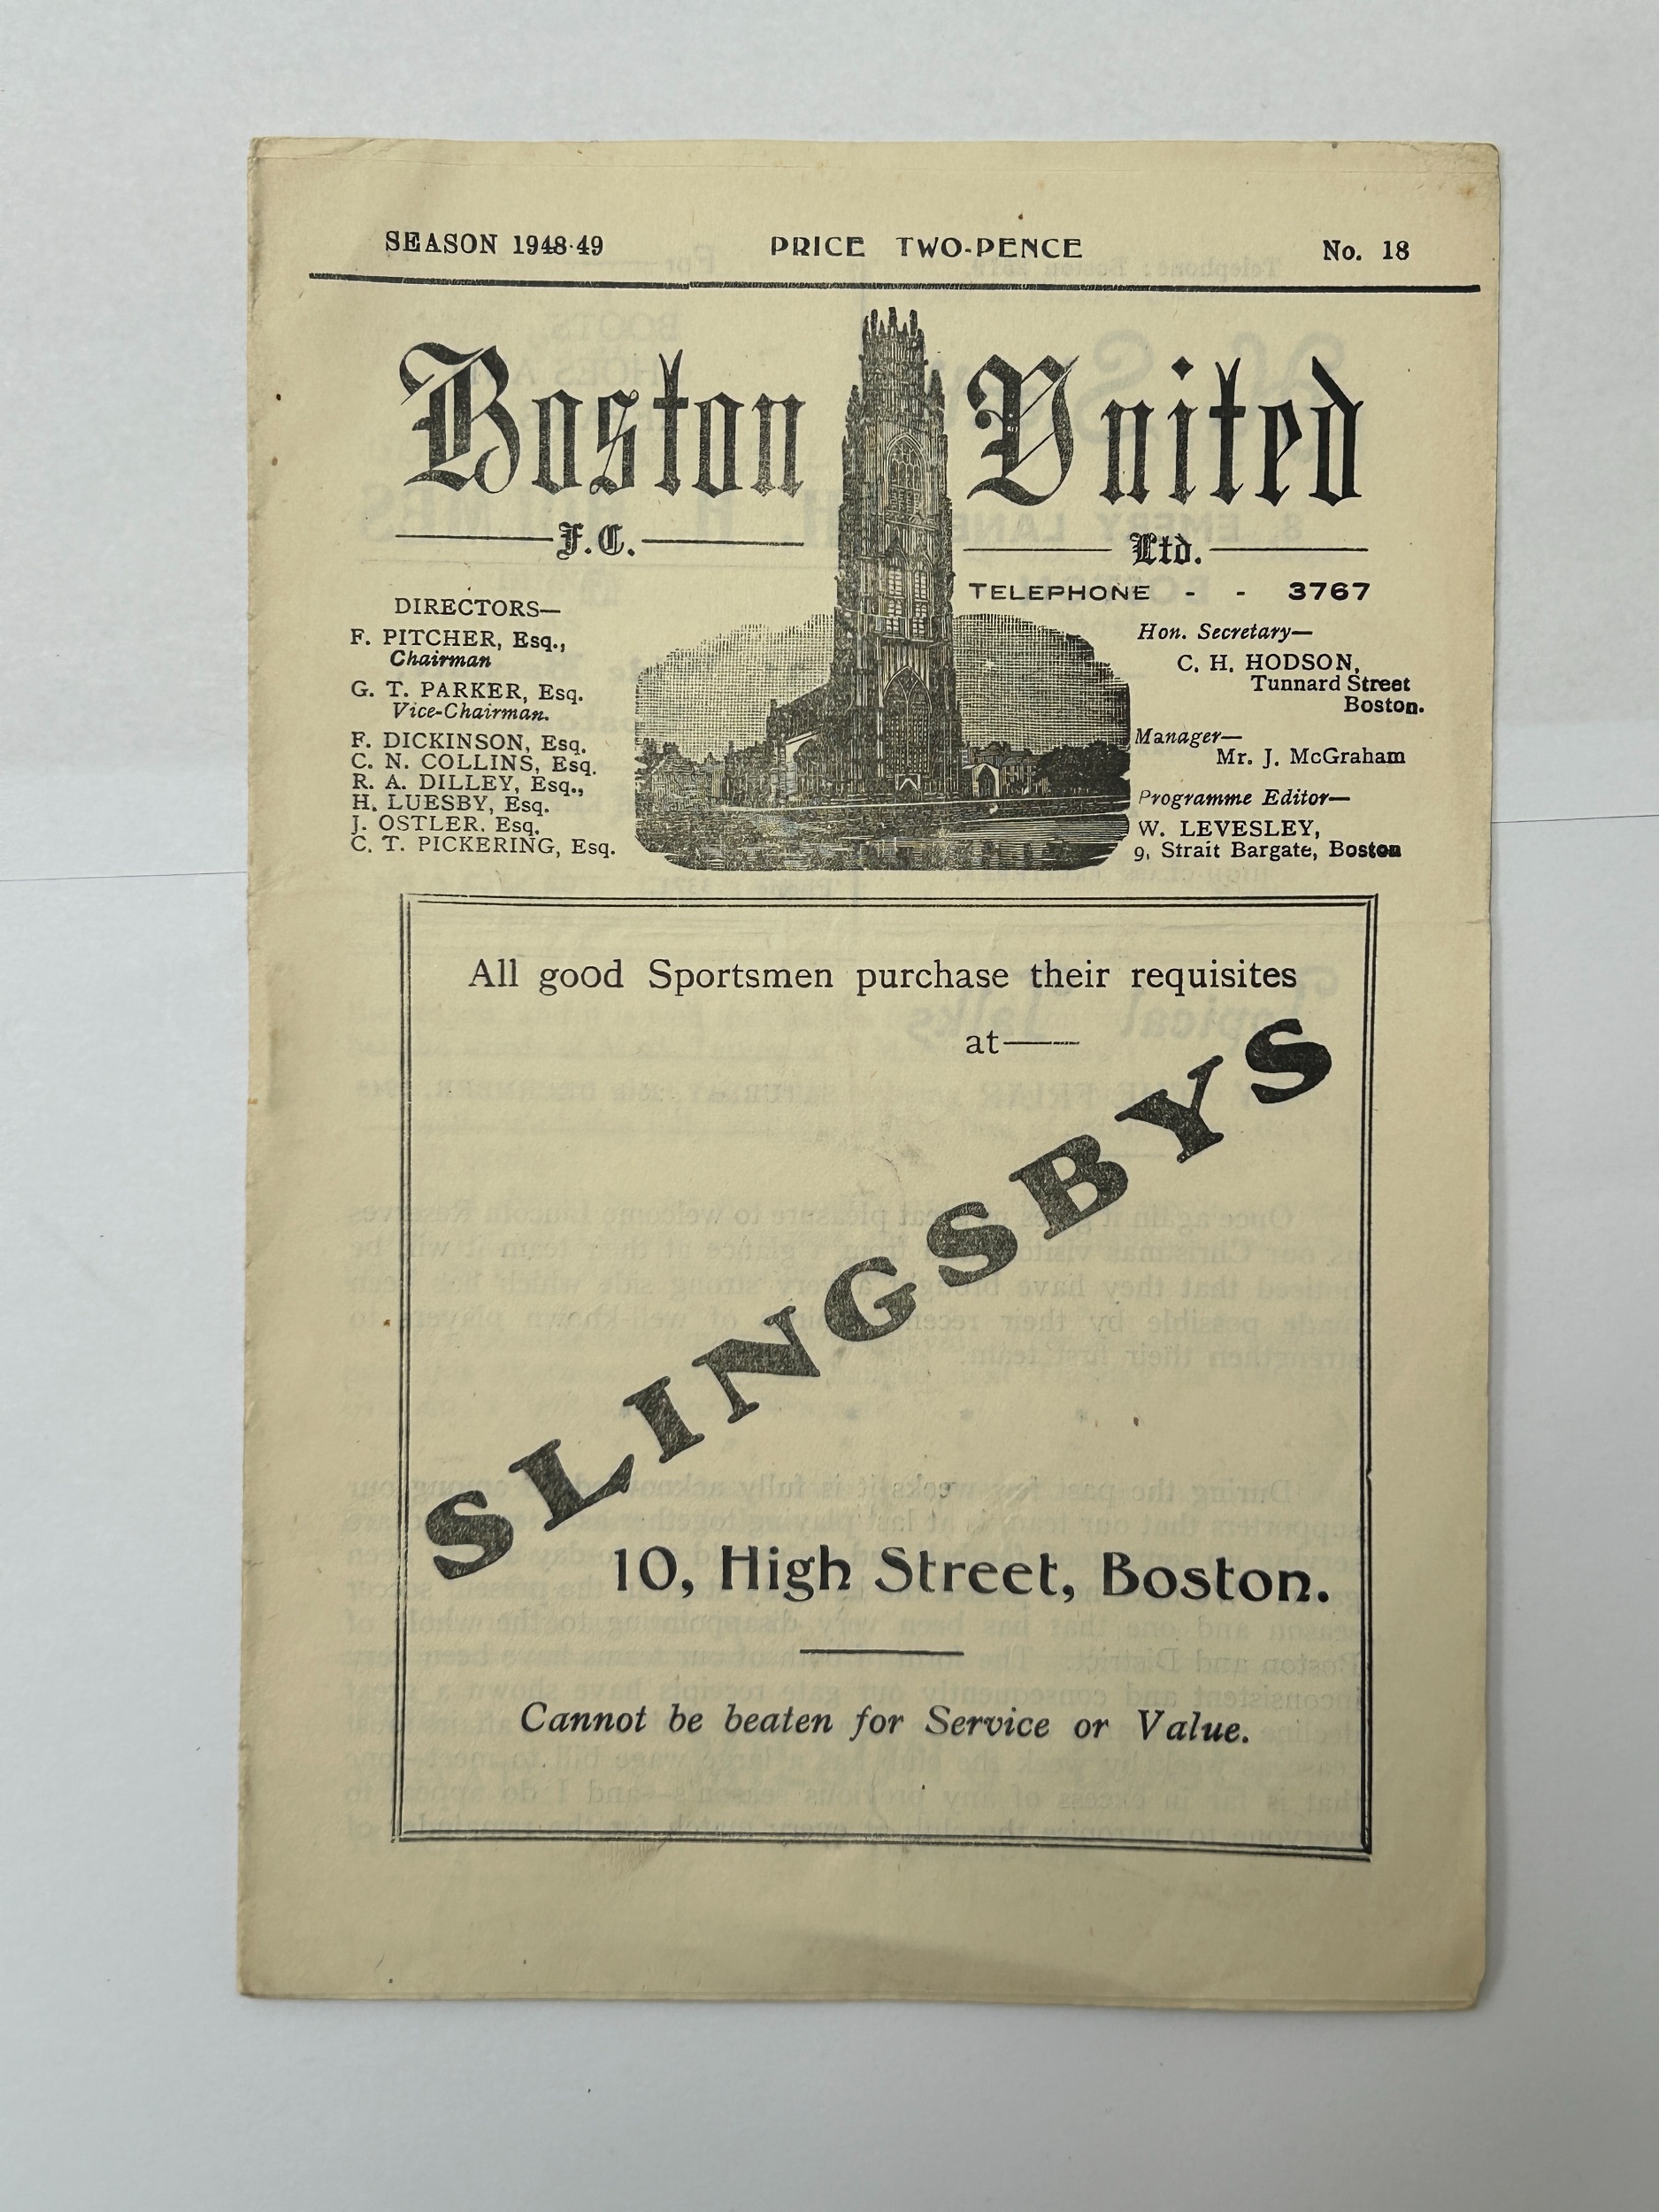 SEASON 1948-49 PRICE TWO-PENCE No. 18
Boston United
F.C. Ltd.
TELEPHONE - - 3767
DIRECTORS—
F. PITCHER, Esq.,
Chairman
G. T. PARKER, Esq.
Vice-Chairman.
F. DICKINSON, Esq.
C. N. COLLINS, Esq.
R. A. DILLEY, Esq.,
H. LUESBY, Esq.
J. OSTLER. Esq.
C. T. PICKERING, Esq.
Hon. Secretary—
C. H. HODSON,
Tunnard Street
Boston.
Manager—
Mr. J. McGraham
Programme Editor—
W. LEVESLEY,
9, Strait Bargate, Boston
All good Sportsmen purchase their requisites
at——
SLINGSBYS
10, High Street, Boston.
Cannot be beaten for Service or Value.